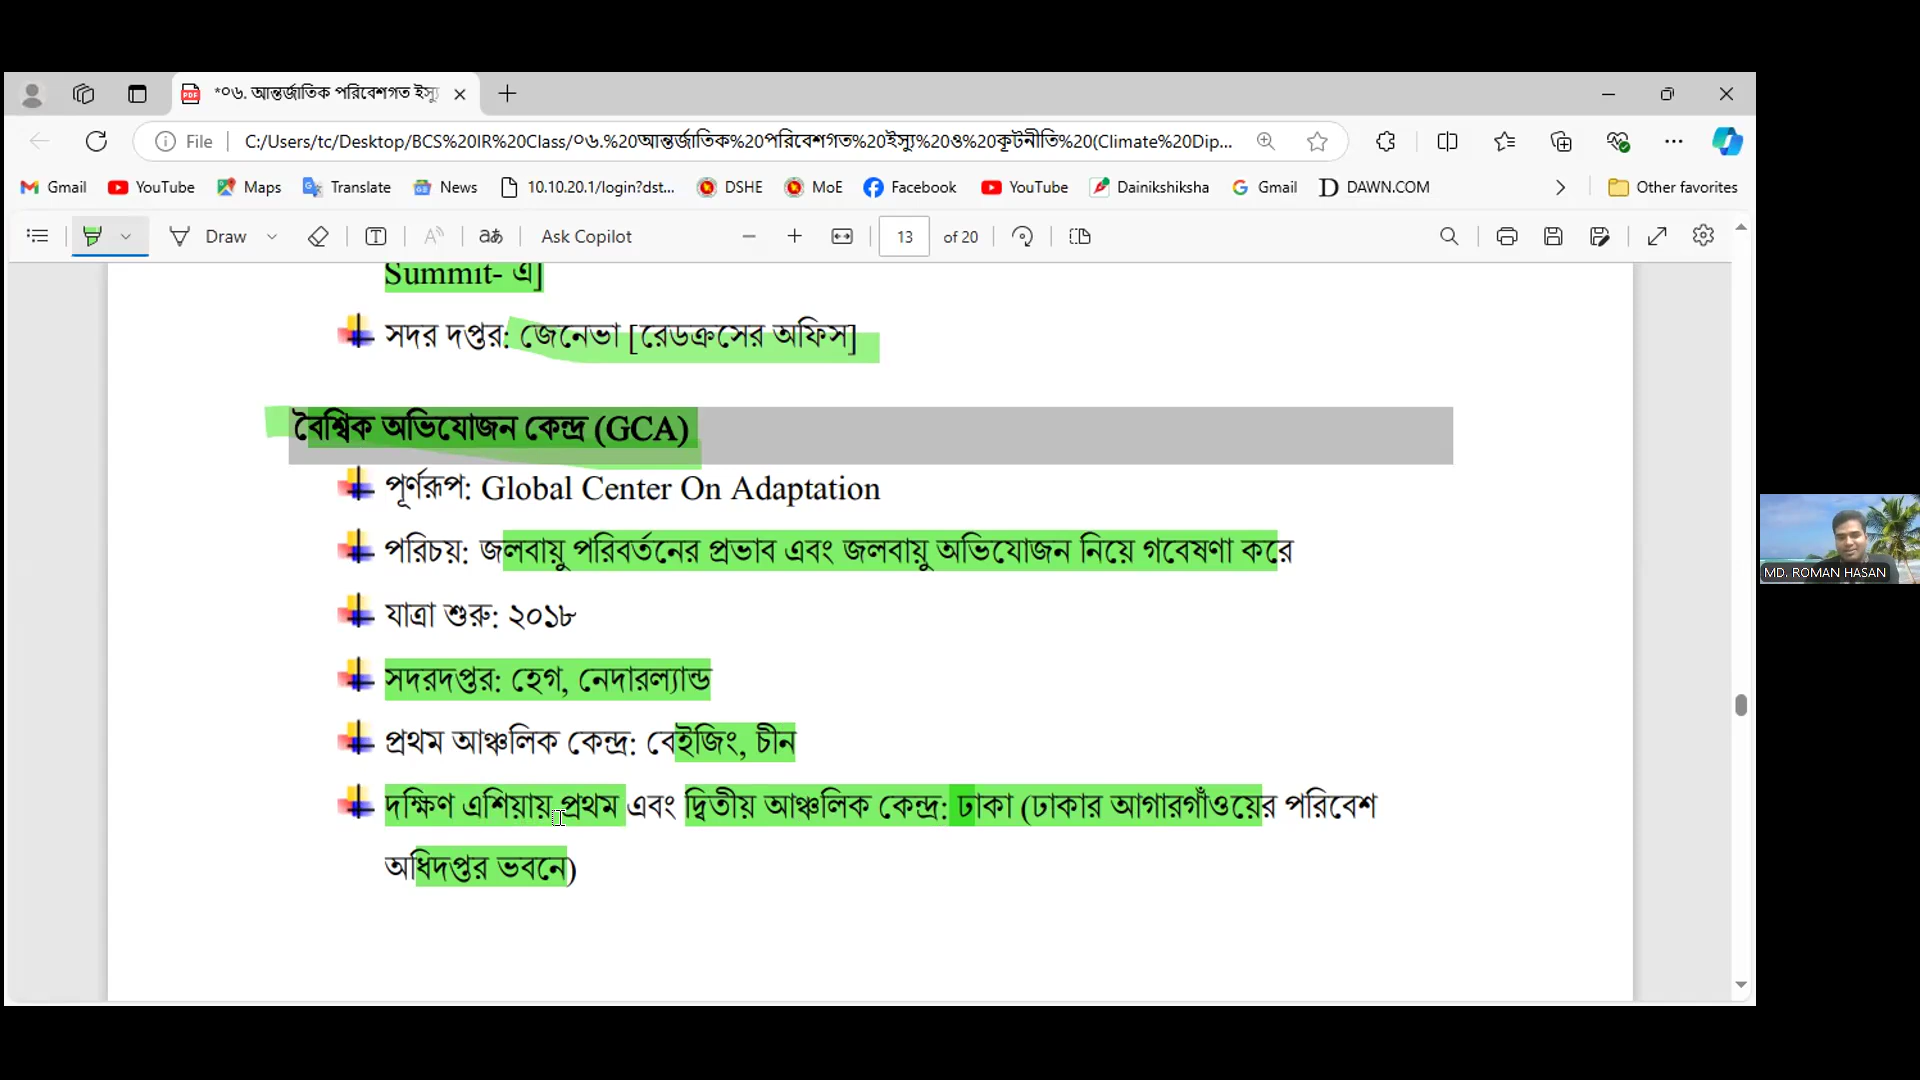 *০৬. আন্তর্জাতিক পরিবেশগত ইস্যু
File C:/Users/tc/Desktop/BCS%20IR%20Class/০৬.%20আন্তর্জাতিক%20পরিবেশগত%20ইস্যু%20ও%20কূটনীতি%20(Climate%20Dip...
Gmail YouTube Maps Translate News 10.10.20.1/login?dst... DSHE MoE Facebook YouTube Dainikshiksha Gmail DAWN.COM Other favorites
Draw Ask Copilot 13 of 20
Summit- এ]
সদর দপ্তর: জেনেভা [রেডক্রসের অফিস]
বৈশ্বিক অভিযোজন কেন্দ্র (GCA)
পূর্ণরূপ: Global Center On Adaptation
পরিচয়: জলবায়ু পরিবর্তনের প্রভাব এবং জলবায়ু অভিযোজন নিয়ে গবেষণা করে
যাত্রা শুরু: ২০১৮
সদরদপ্তর: হেগ, নেদারল্যান্ড
প্রথম আঞ্চলিক কেন্দ্র: বেইজিং, চীন
দক্ষিণ এশিয়ায় প্রথম এবং দ্বিতীয় আঞ্চলিক কেন্দ্র: ঢাকা (ঢাকার আগারগাঁওয়ের পরিবেশ
অধিদপ্তর ভবনে)
MD. ROMAN HASAN